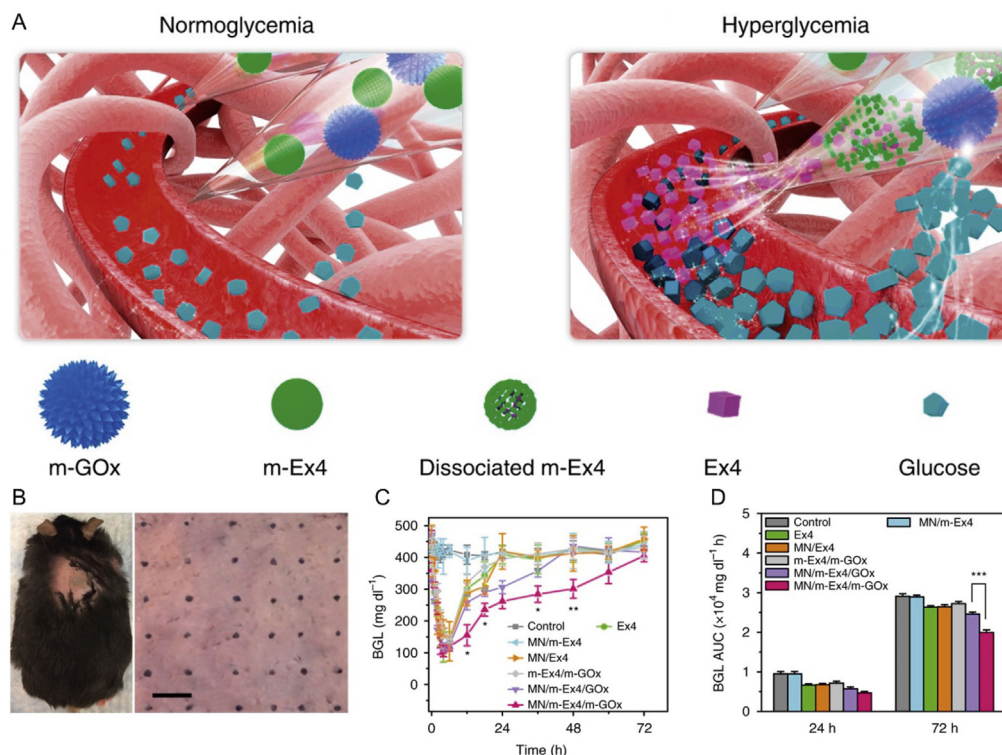 A
Normoglycemia
Hyperglycemia
m-GOx
m-Ex4
Dissociated m-Ex4
Ex4
Glucose
B
C
BGL (mg dl⁻¹)
500
400
300
200
100
0
0
24
48
72
Time (h)
*
*
*
**
Control
Ex4
MN/m-Ex4
MN/Ex4
m-Ex4/m-GOx
MN/m-Ex4/GOx
MN/m-Ex4/m-GOx
D
BGL AUC (×10⁴ mg dl⁻¹ h)
5
4
3
2
1
0
Control
MN/m-Ex4
Ex4
MN/Ex4
m-Ex4/m-GOx
MN/m-Ex4/GOx
MN/m-Ex4/m-GOx
***
24 h
72 h